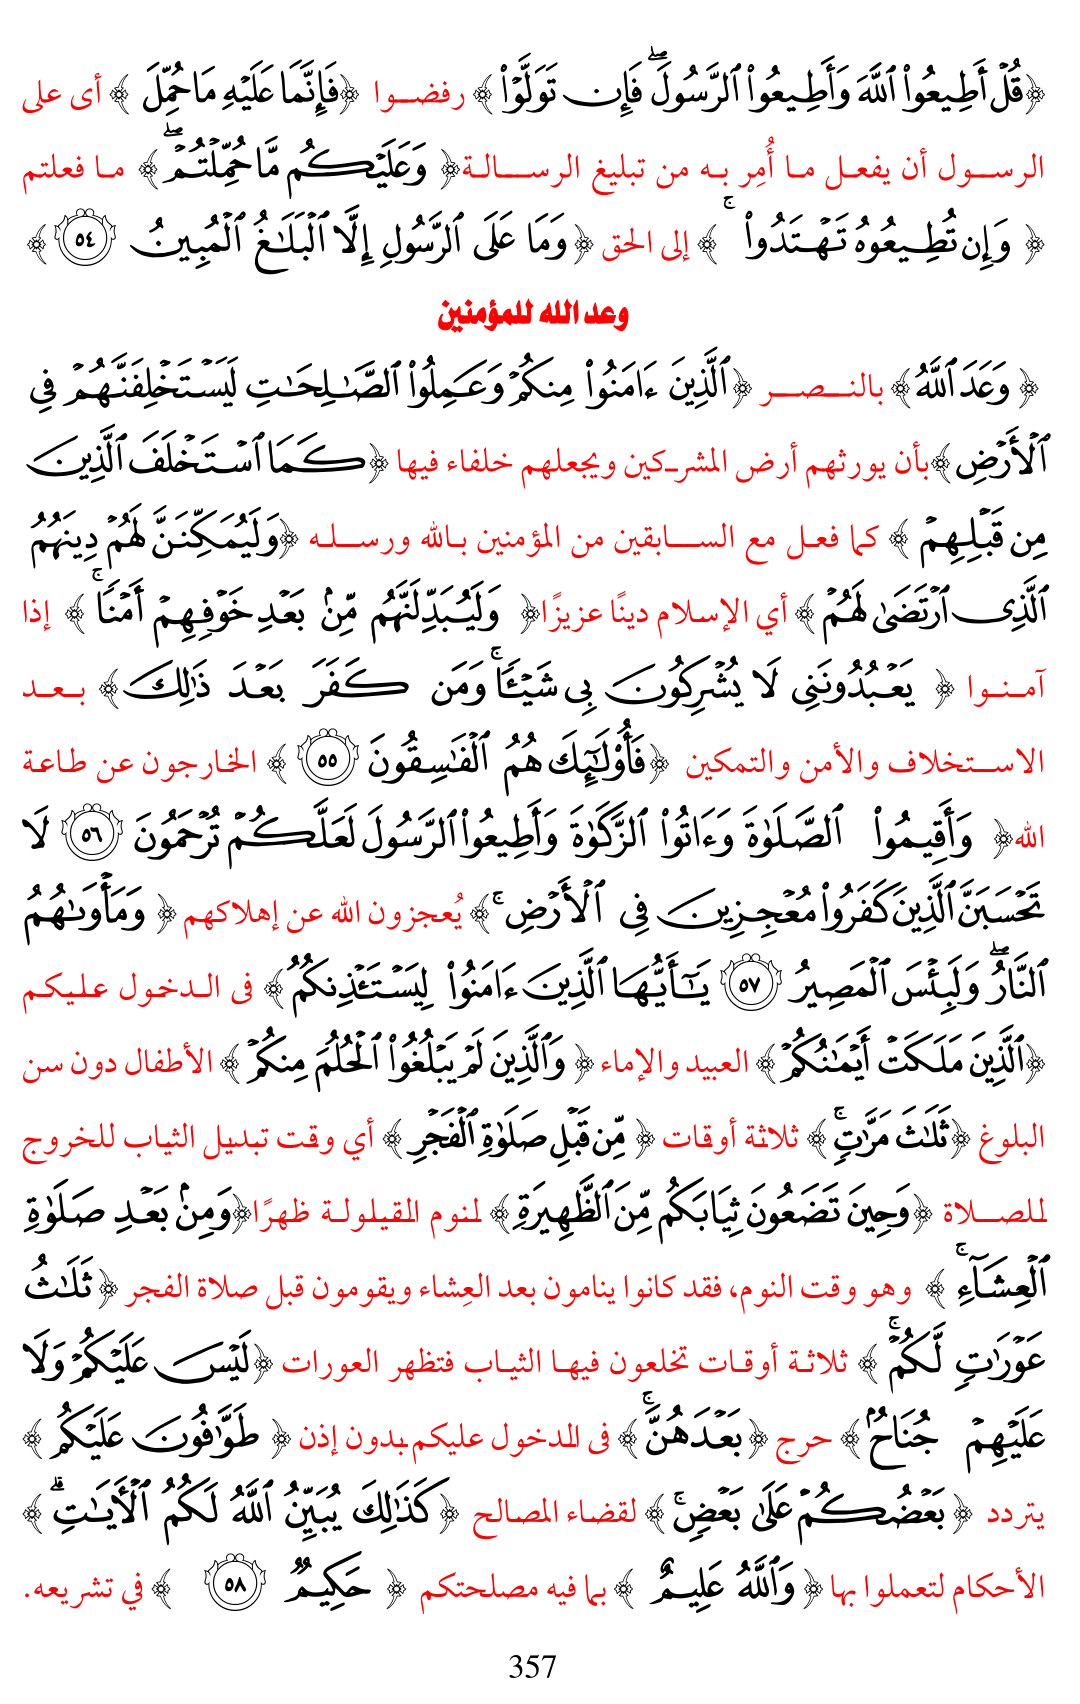 ﴿قُلۡ أَطِيعُواْ ٱللَّهَ وَأَطِيعُواْ ٱلرَّسُولَۖ فَإِن تَوَلَّوۡاْ﴾ رفضوا ﴿فَإِنَّمَا عَلَيۡهِ مَا حُمِّلَ﴾ أى على
الرسول أن يفعل ما أُمِر به من تبليغ الرسالة﴿وَعَلَيۡكُم مَّا حُمِّلۡتُمۡۖ﴾ ما فعلتم
﴿وَإِن تُطِيعُوهُ تَهۡتَدُواْۚ﴾ إلى الحق ﴿وَمَا عَلَى ٱلرَّسُولِ إِلَّا ٱلۡبَلَٰغُ ٱلۡمُبِينُ ٥٤﴾
وعد الله للمؤمنين
﴿وَعَدَ ٱللَّهُ﴾ بالنصر ﴿ٱلَّذِينَ ءَامَنُواْ مِنكُمۡ وَعَمِلُواْ ٱلصَّٰلِحَٰتِ لَيَسۡتَخۡلِفَنَّهُمۡ فِي
ٱلۡأَرۡضِ﴾بأن يورثهم أرض المشركين ويجعلهم خلفاء فيها ﴿كَمَا ٱسۡتَخۡلَفَ ٱلَّذِينَ
مِن قَبۡلِهِمۡ﴾ كما فعل مع السابقين من المؤمنين بالله ورسله ﴿وَلَيُمَكِّنَنَّ لَهُمۡ دِينَهُمُ
ٱلَّذِى ٱرۡتَضَىٰ لَهُمۡ﴾ أي الإسلام دينًا عزيزًا﴿وَلَيُبَدِّلَنَّهُم مِّنۢ بَعۡدِ خَوۡفِهِمۡ أَمۡنٗاۚ﴾ إذا
آمنوا ﴿يَعۡبُدُونَنِى لَا يُشۡرِكُونَ بِى شَيۡـٔٗاۚ وَمَن كَفَرَ بَعۡدَ ذَٰلِكَ﴾ بعد
الاستخلاف والأمن والتمكين ﴿فَأُوْلَٰٓئِكَ هُمُ ٱلۡفَٰسِقُونَ ٥٥﴾ الخارجون عن طاعة
الله﴿وَأَقِيمُواْ ٱلصَّلَوٰةَ وَءَاتُواْ ٱلزَّكَوٰةَ وَأَطِيعُواْ ٱلرَّسُولَ لَعَلَّكُمۡ تُرۡحَمُونَ ٥٦ لَا
تَحۡسَبَنَّ ٱلَّذِينَ كَفَرُواْ مُعۡجِزِينَ فِى ٱلۡأَرۡضِۚ﴾ يُعجزون الله عن إهلاكهم ﴿وَمَأۡوَىٰهُمُ
ٱلنَّارُۖ وَلَبِئۡسَ ٱلۡمَصِيرُ ٥٧ يَٰٓأَيُّهَا ٱلَّذِينَ ءَامَنُواْ لِيَسۡتَـٔۡذِنكُمُ﴾ فى الدخول عليكم
﴿ٱلَّذِينَ مَلَكَتۡ أَيۡمَٰنُكُمۡ﴾ العبيد والإماء ﴿وَٱلَّذِينَ لَمۡ يَبۡلُغُواْ ٱلۡحُلُمَ مِنكُمۡ﴾ الأطفال دون سن
البلوغ ﴿ثَلَٰثَ مَرَّٰتٖۚ﴾ ثلاثة أوقات ﴿مِّن قَبۡلِ صَلَوٰةِ ٱلۡفَجۡرِ﴾ أي وقت تبديل الثياب للخروج
للصلاة ﴿وَحِينَ تَضَعُونَ ثِيَابَكُم مِّنَ ٱلظَّهِيرَةِ﴾ لنوم القيلولة ظهرًا﴿وَمِنۢ بَعۡدِ صَلَوٰةِ
ٱلۡعِشَآءِۚ﴾ وهو وقت النوم، فقد كانوا ينامون بعد العِشاء ويقومون قبل صلاة الفجر ﴿ثَلَٰثُ
عَوۡرَٰتٖ لَّكُمۡۚ﴾ ثلاثة أوقات تخلعون فيها الثياب فتظهر العورات ﴿لَيۡسَ عَلَيۡكُمۡ وَلَا
عَلَيۡهِمۡ جُنَاحُۢ﴾ حرج ﴿بَعۡدَهُنَّۚ﴾ فى الدخول عليكم بدون إذن ﴿طَوَّٰفُونَ عَلَيۡكُم﴾
يتردد ﴿بَعۡضُكُمۡ عَلَىٰ بَعۡضٖۚ﴾ لقضاء المصالح ﴿كَذَٰلِكَ يُبَيِّنُ ٱللَّهُ لَكُمُ ٱلۡأٓيَٰتِۗ﴾
الأحكام لتعملوا بها ﴿وَٱللَّهُ عَلِيمٌ﴾ بما فيه مصلحتكم ﴿حَكِيمٞ ٥٨﴾ في تشريعه.
357